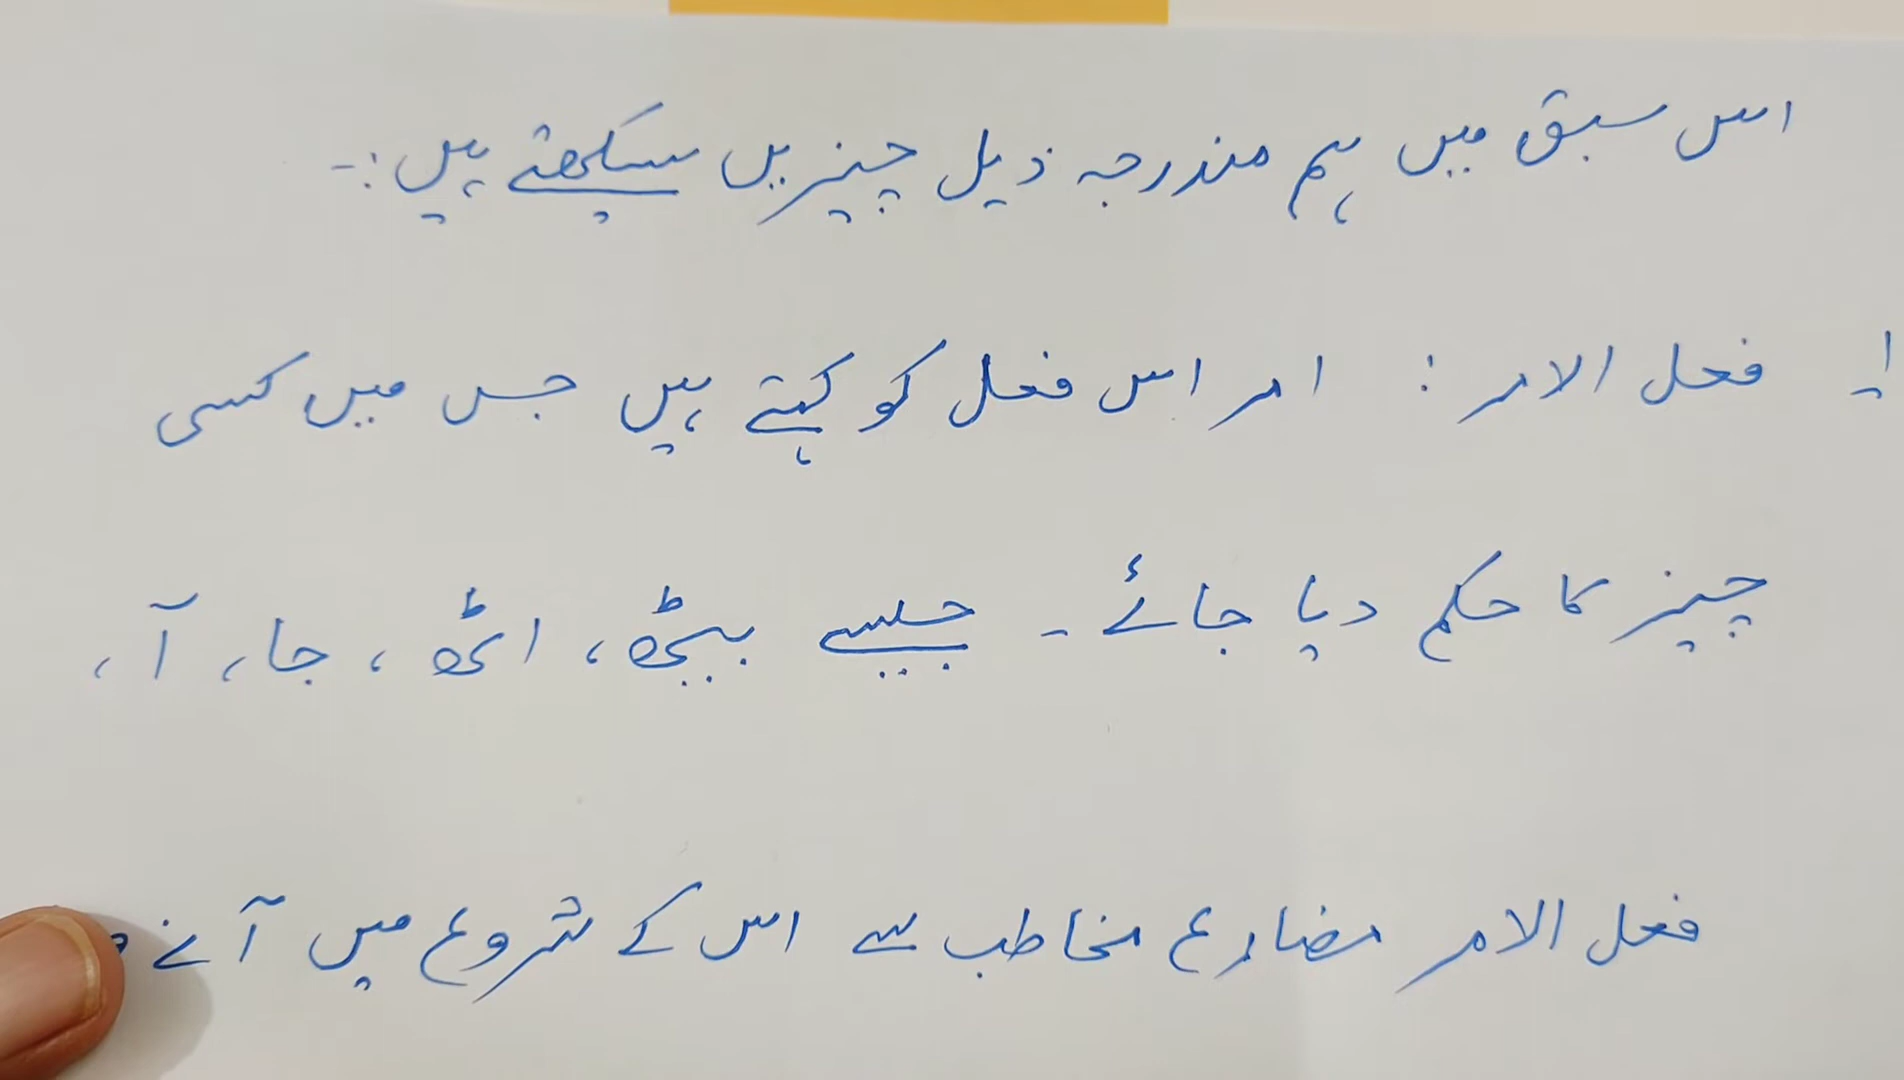 اس سبق میں ہم مندرجہ ذیل چیزیں سیکھتے ہیں :-
۱۔ فعل الامر : امر اس فعل کو کہتے ہیں جس میں کسی
چیز کا حکم دیا جائے ۔ جیسے بیٹھ، اٹھ، جا، آ،
فعل الامر مضارع مخاطب سے اس کے شروع میں آنے